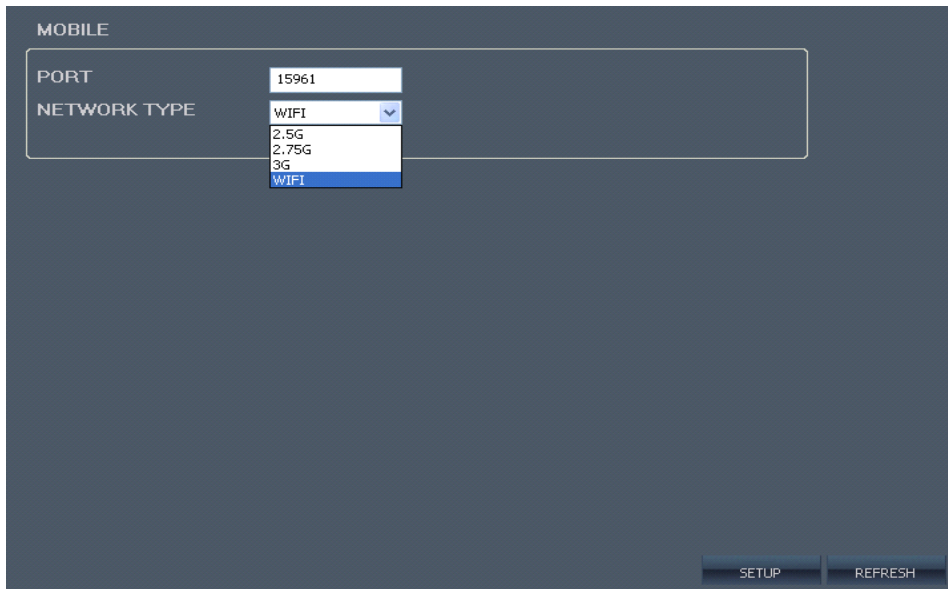 MOBILE
PORT 15961
NETWORK TYPE WIFI
2.5G
2.75G
3G
WIFI
SETUP REFRESH